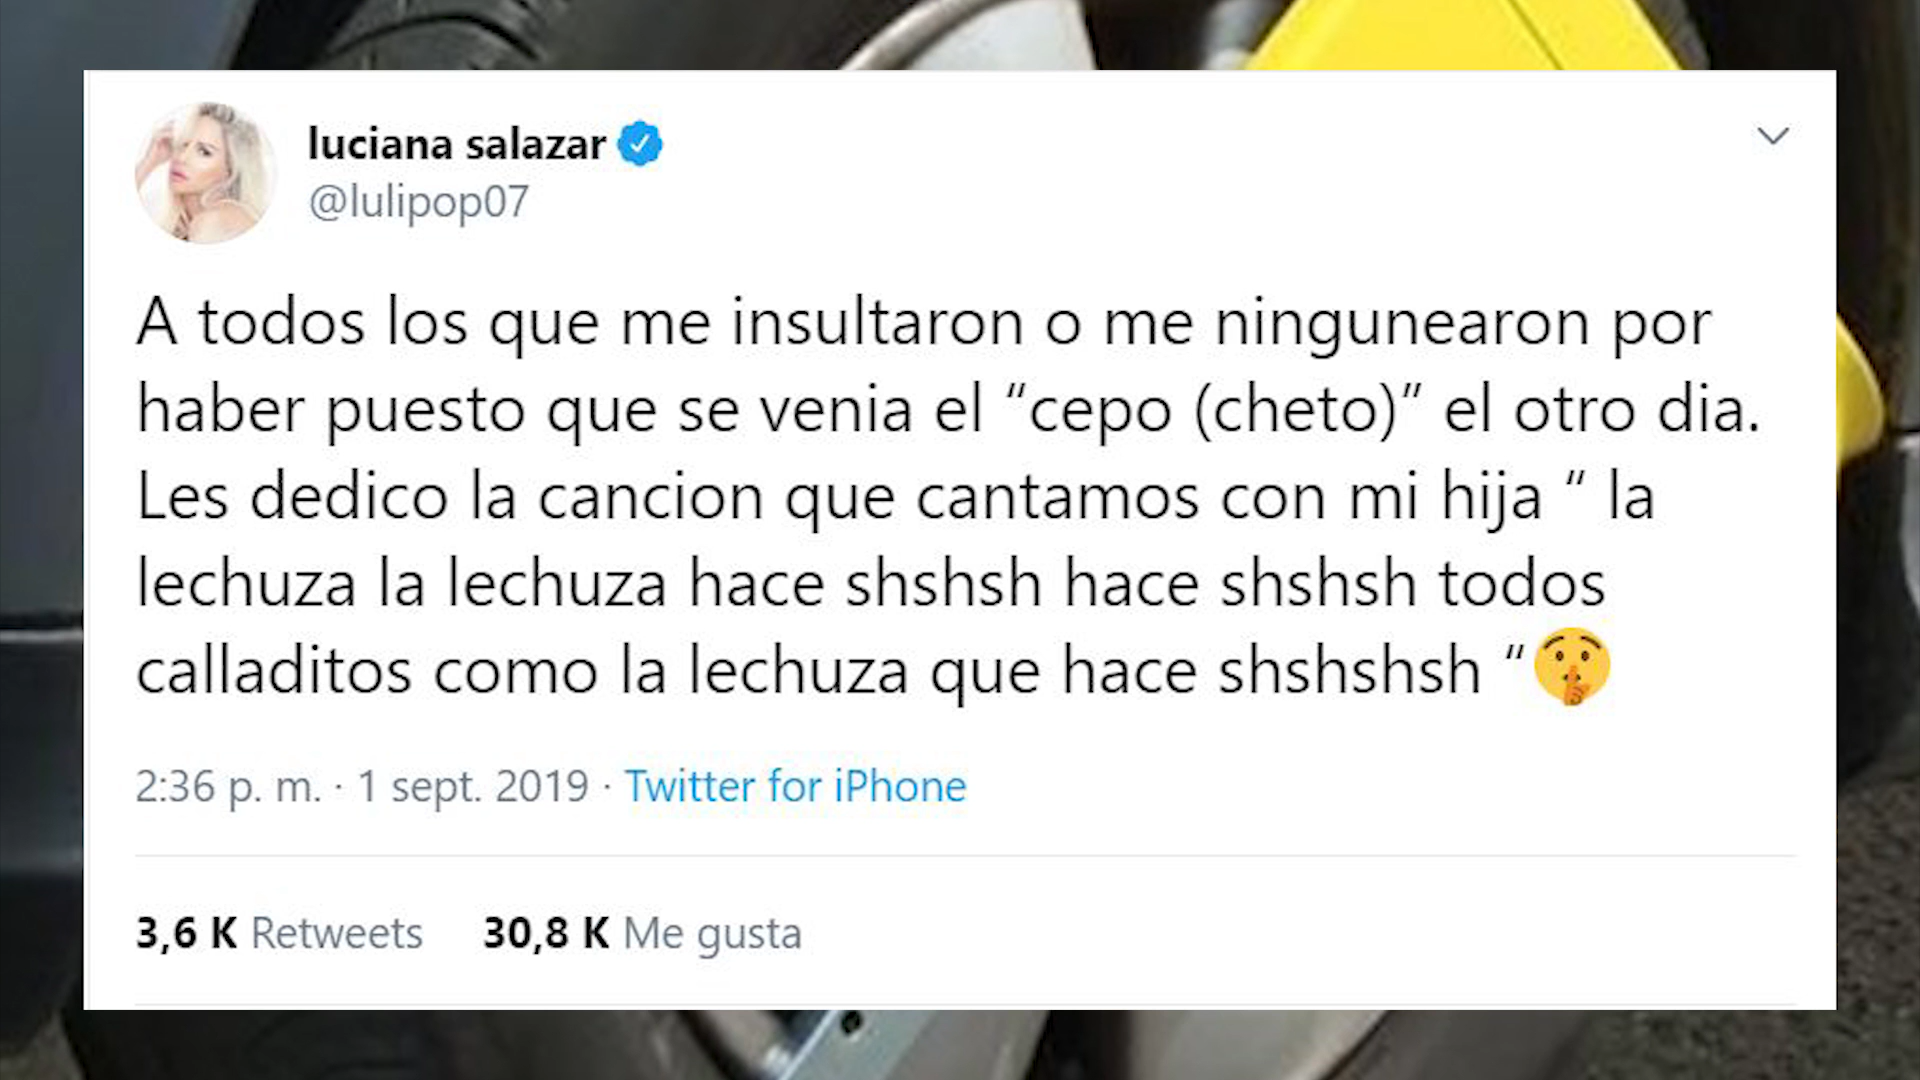 luciana salazar
@lulipop07
A todos los que me insultaron o me ningunearon por
haber puesto que se venia el “cepo (cheto)” el otro dia.
Les dedico la cancion que cantamos con mi hija “ la
lechuza la lechuza hace shshsh hace shshsh todos
calladitos como la lechuza que hace shshshsh “🤫
2:36 p. m. · 1 sept. 2019 · Twitter for iPhone
3,6 K Retweets 30,8 K Me gusta